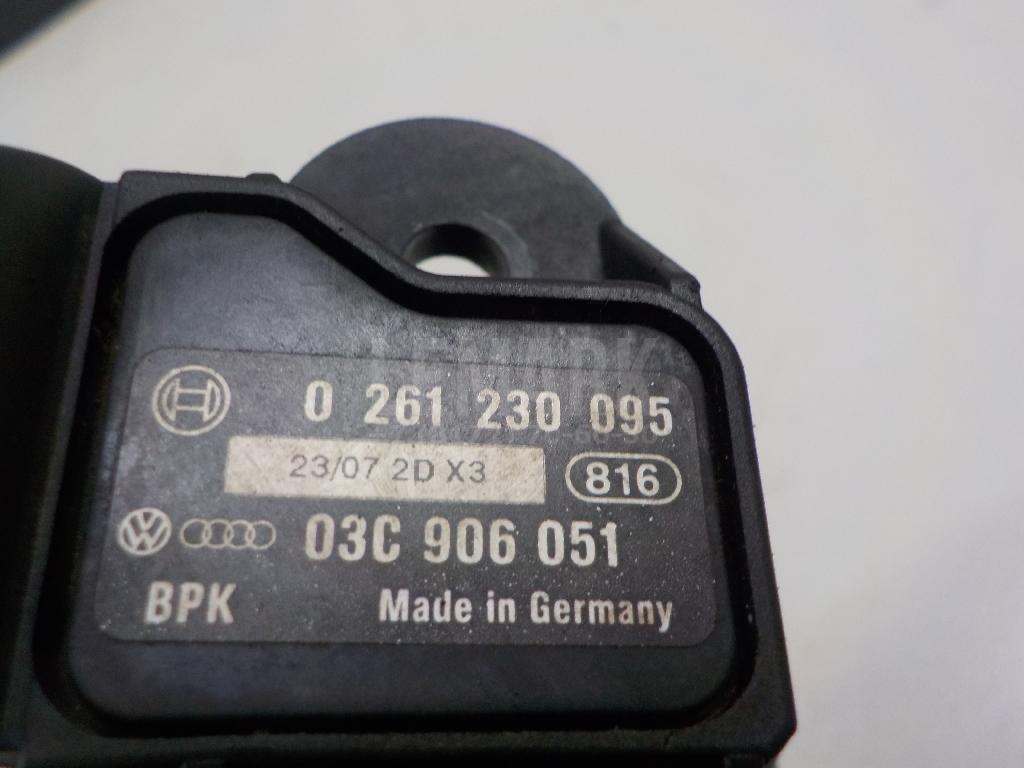 0 261 230 095
23/07 2D X3
816
03C 906 051
BPK Made in Germany